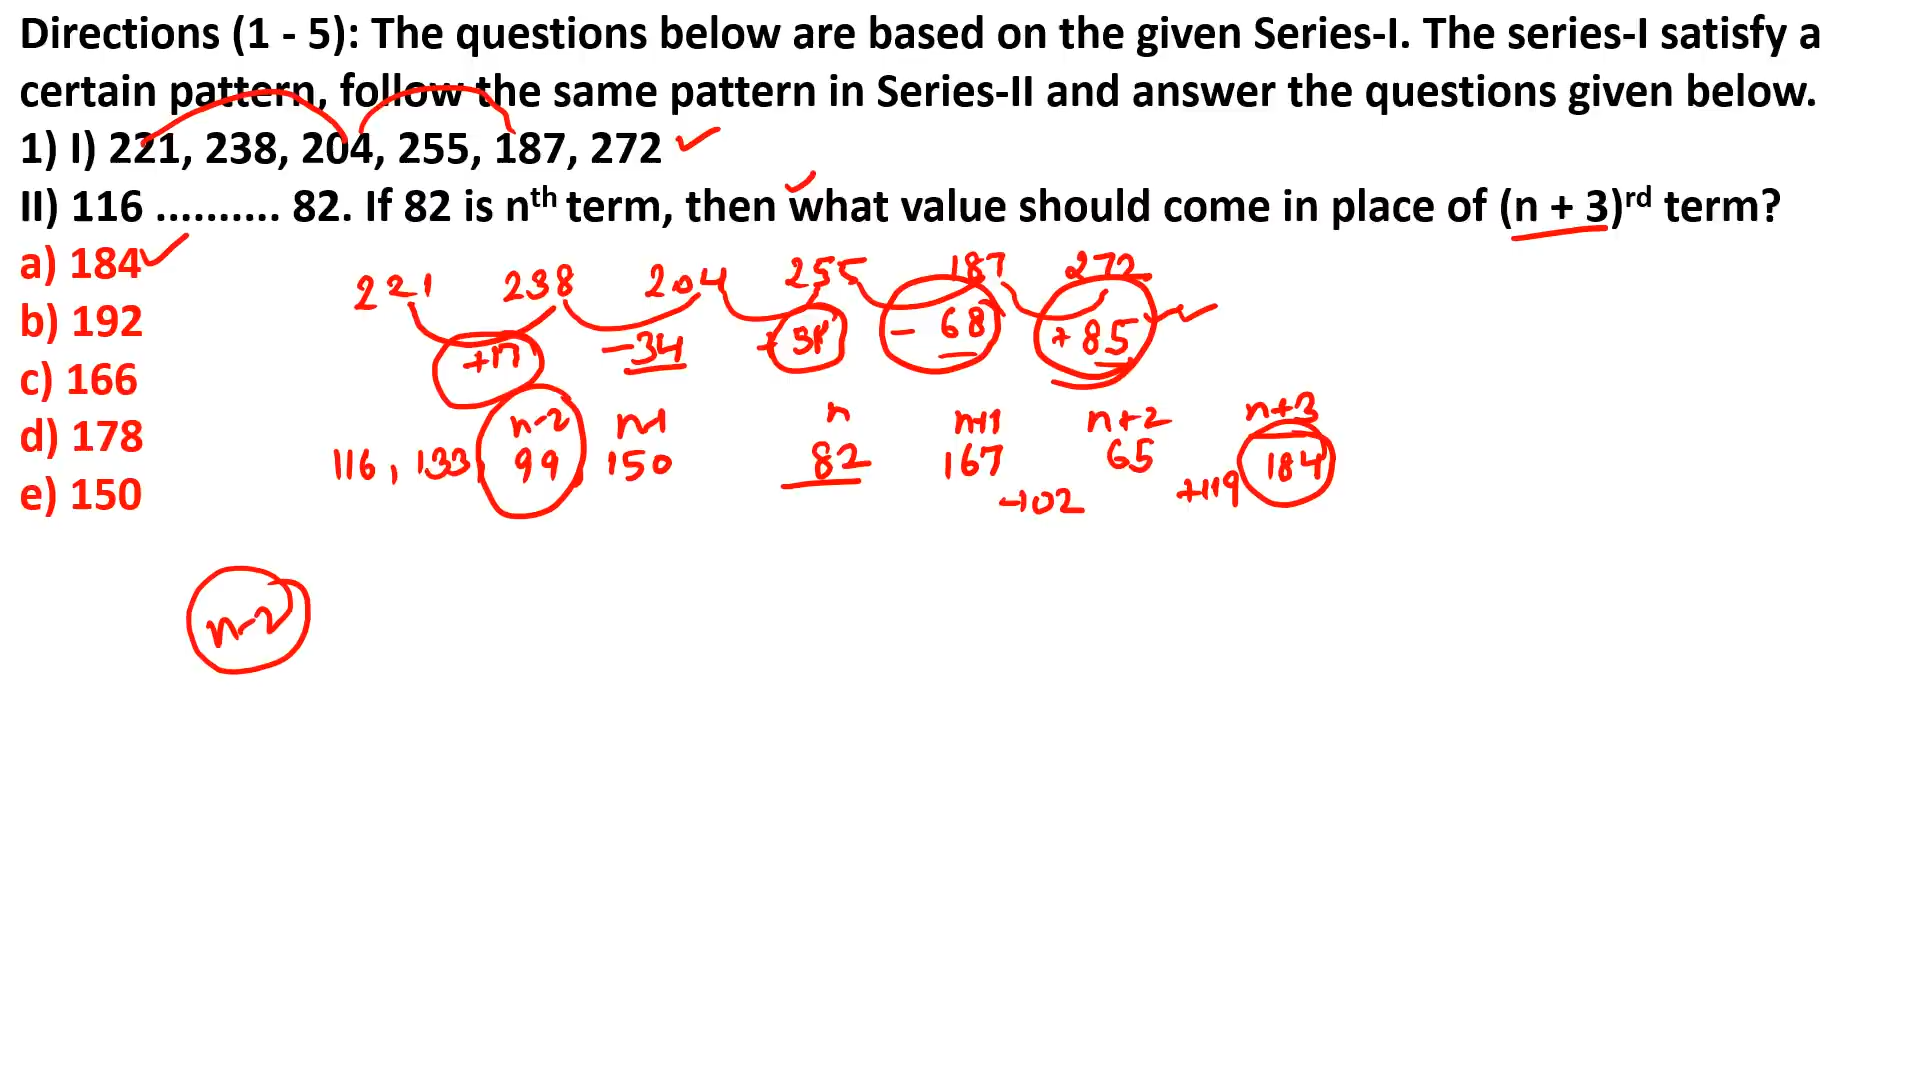 Directions (1 - 5): The questions below are based on the given Series-I. The series-I satisfy a
certain pattern, follow the same pattern in Series-II and answer the questions given below.
1) I) 221, 238, 204, 255, 187, 272
II) 116 .......... 82. If 82 is nth term, then what value should come in place of (n + 3)rd term?
a) 184
b) 192
c) 166
d) 178
e) 150
221 238 204 255 187 272
+17 -34 - 68 + 85
n-2 n-1 n n+1 n+2 n+3
116, 133, 99, 150 82 167 65 184
-102 +119
n-2